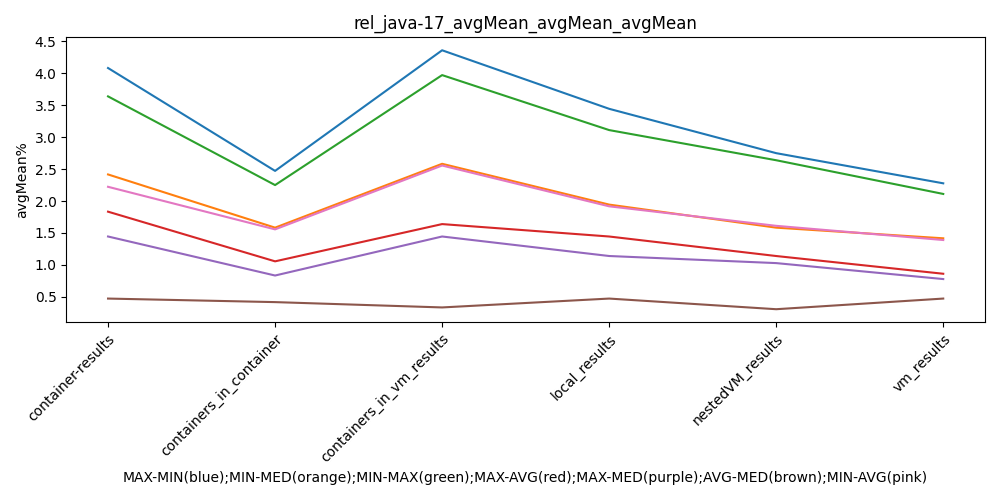 rel_java-17_avgMean_avgMean_avgMean
avgMean%
4.5
4.0
3.5
3.0
2.5
2.0
1.5
1.0
0.5
container-results
containers_in_container
containers_in_vm_results
local_results
nestedVM_results
vm_results
MAX-MIN(blue);MIN-MED(orange);MIN-MAX(green);MAX-AVG(red);MAX-MED(purple);AVG-MED(brown);MIN-AVG(pink)